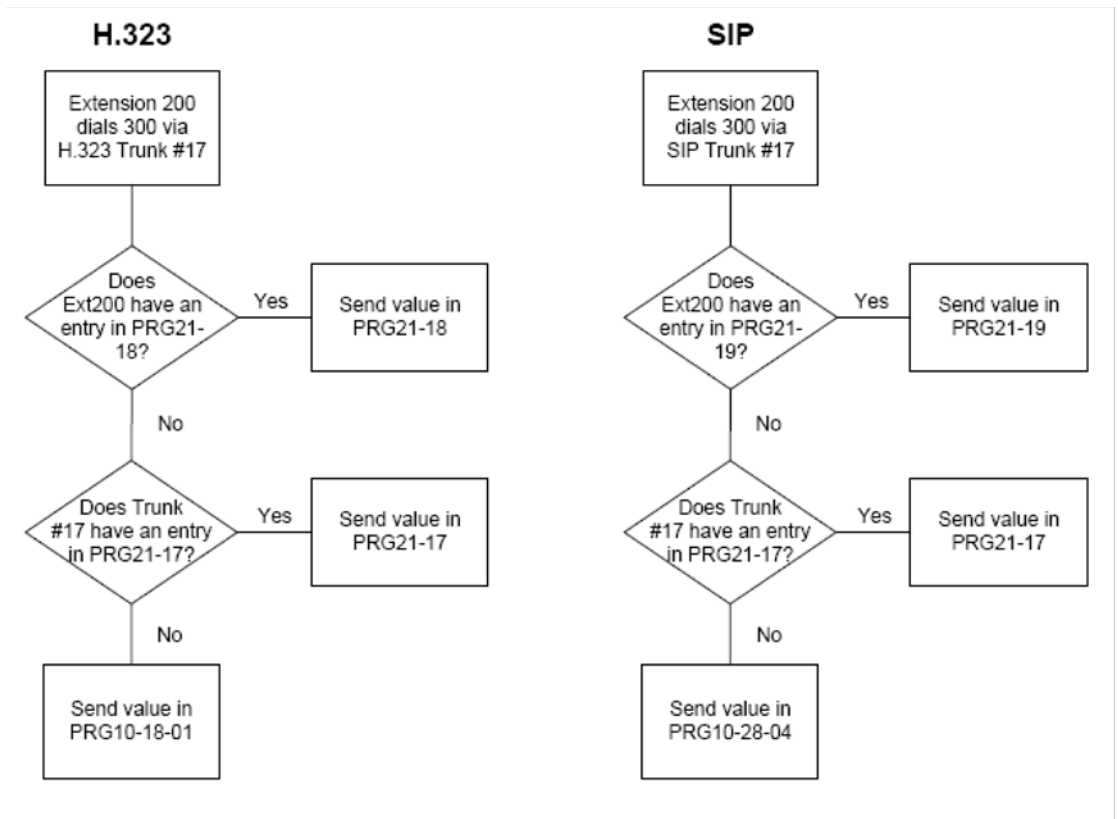 H.323
Extension 200
dials 300 via
H.323 Trunk #17
Does
Ext200 have an
entry in PRG21-
18?
Yes
Send value in
PRG21-18
No
Does Trunk
#17 have an entry
in PRG21-17?
Yes
Send value in
PRG21-17
No
Send value in
PRG10-18-01
SIP
Extension 200
dials 300 via
SIP Trunk #17
Does
Ext200 have an
entry in PRG21-
19?
Yes
Send value in
PRG21-19
No
Does Trunk
#17 have an entry
in PRG21-17?
Yes
Send value in
PRG21-17
No
Send value in
PRG10-28-04